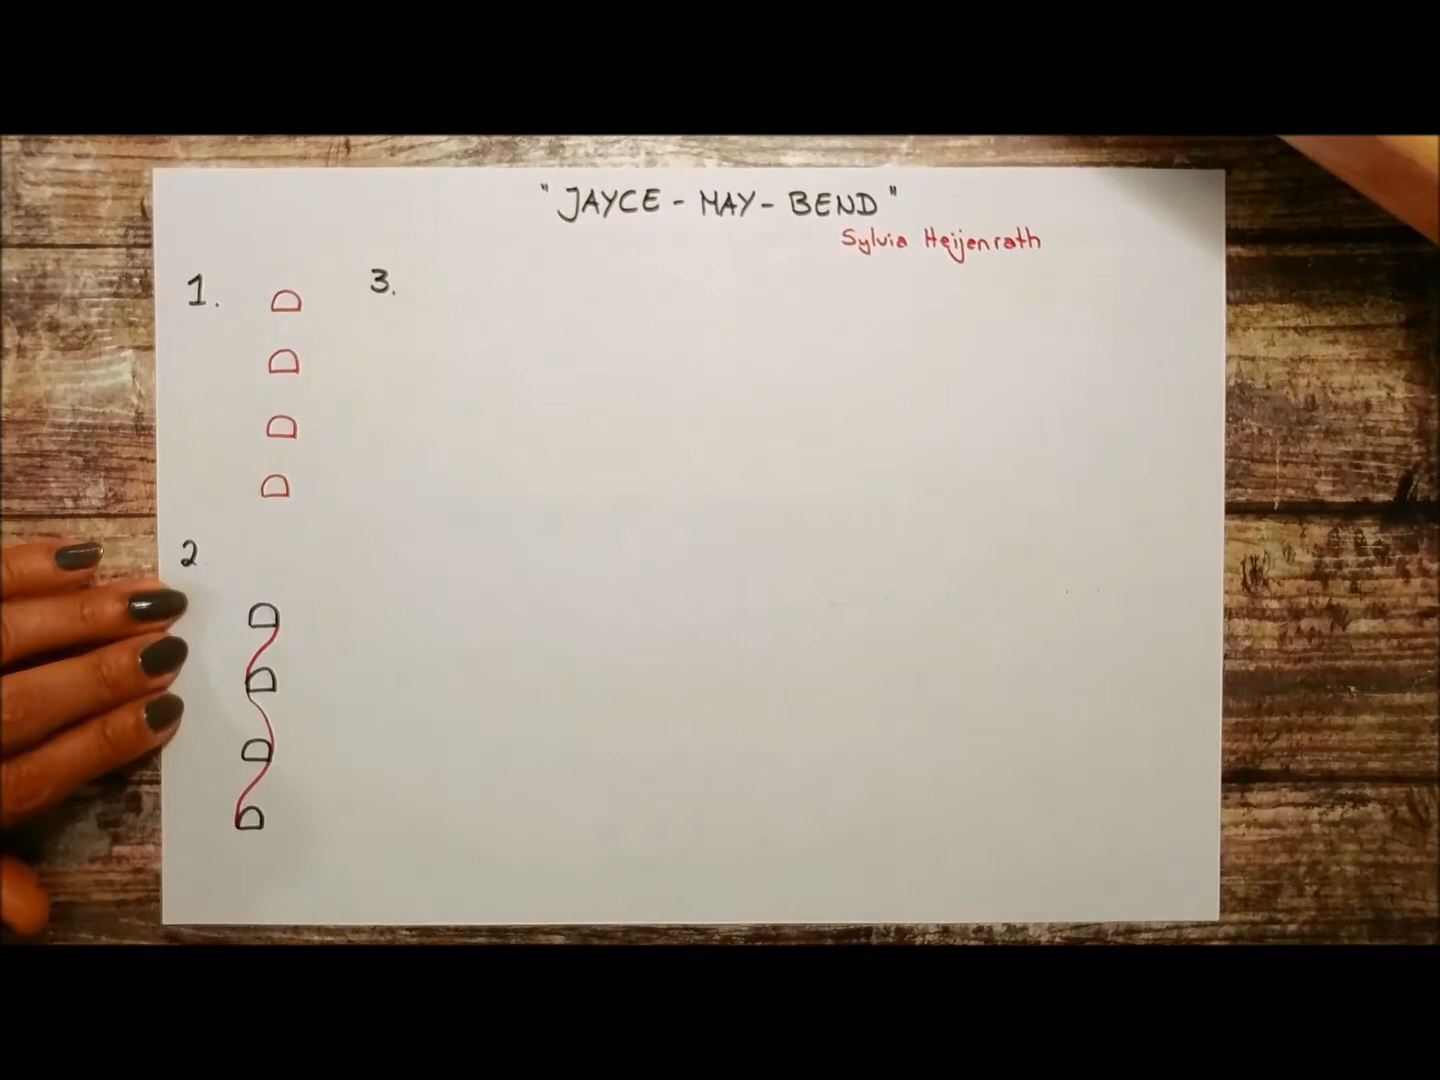 "JAYCE - MAY - BEND"
Sylvia Heijenrath
1.
3.
2